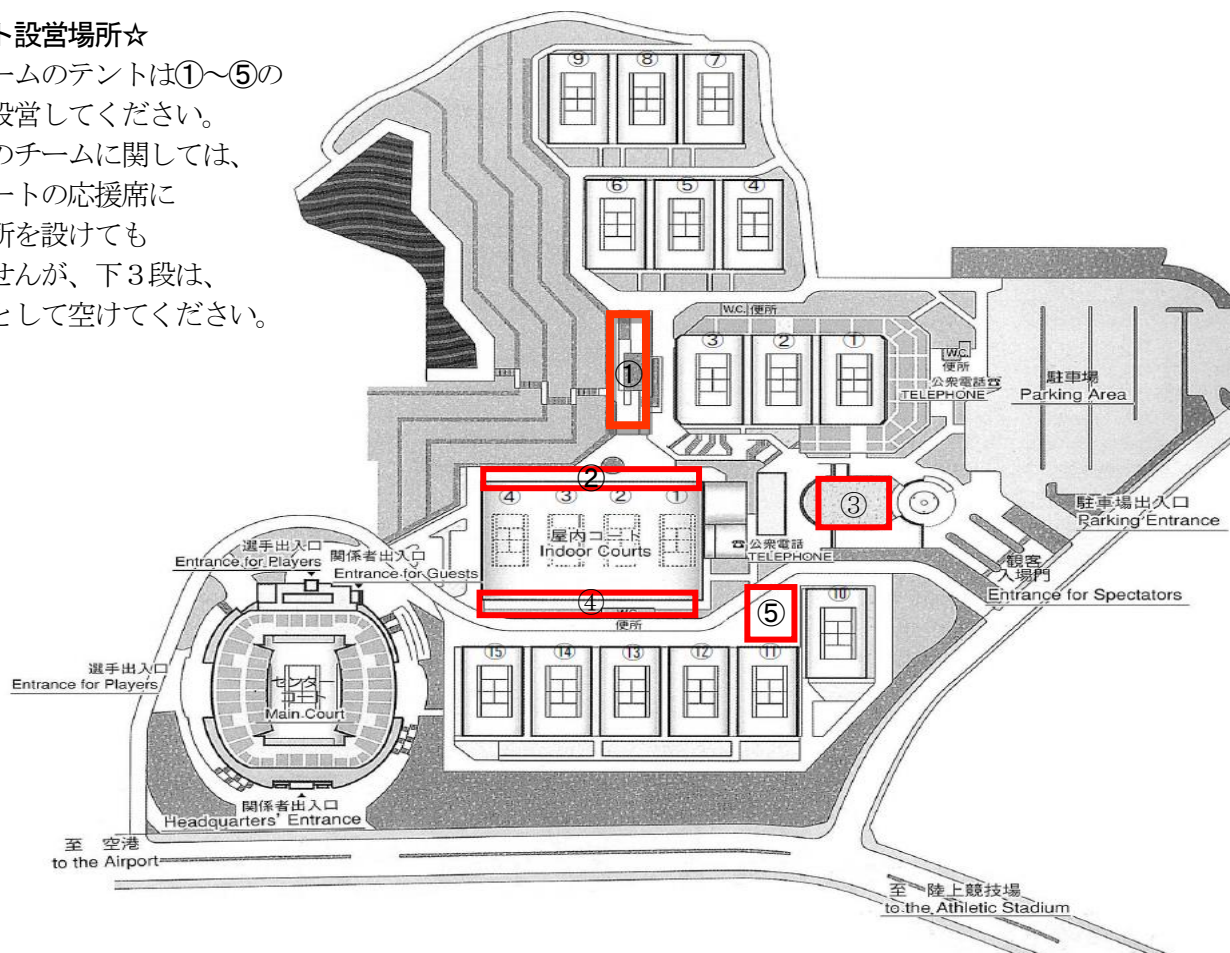 ト設営場所☆
ームのテントは①～⑤の
設営してください。
のチームに関しては、
ートの応援席に
所を設けても
せんが、下３段は、
として空けてください。
⑨
⑧
⑦
⑥
⑤
④
W.C. 便所
③
②
①
W.C.
便所
公衆電話☎
TELEPHONE
駐車場
Parking Area
①
②
④
③
②
①
屋内コート
Indoor Courts
③
☎公衆電話
TELEPHONE
駐車場出入口
Parking Entrance
観客
入場門
Entrance for Spectators
選手出入口
Entrance for Players
関係者出入口
Entrance for Guests
④
W.C.
便所
⑤
⑩
⑮
⑭
⑬
⑫
⑪
選手出入口
Entrance for Players
センター
コート
Main Court
関係者出入口
Headquarters' Entrance
至 空港
to the Airport
至 陸上競技場
to the Athletic Stadium